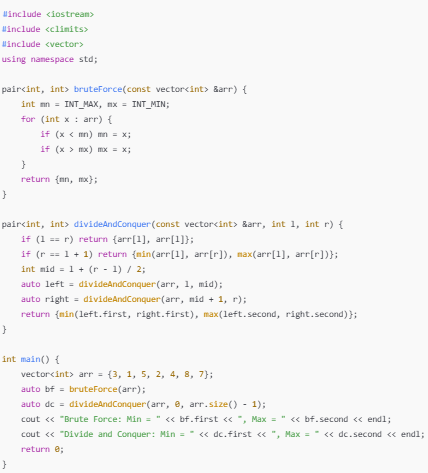 #include <iostream>
#include <climits>
#include <vector>
using namespace std;

pair<int, int> bruteForce(const vector<int> &arr) {
    int mn = INT_MAX, mx = INT_MIN;
    for (int x : arr) {
        if (x < mn) mn = x;
        if (x > mx) mx = x;
    }
    return {mn, mx};
}

pair<int, int> divideAndConquer(const vector<int> &arr, int l, int r) {
    if (l == r) return {arr[l], arr[l]};
    if (r == l + 1) return {min(arr[l], arr[r]), max(arr[l], arr[r])};
    int mid = l + (r - l) / 2;
    auto left = divideAndConquer(arr, l, mid);
    auto right = divideAndConquer(arr, mid + 1, r);
    return {min(left.first, right.first), max(left.second, right.second)};
}

int main() {
    vector<int> arr = {3, 1, 5, 2, 4, 8, 7};
    auto bf = bruteForce(arr);
    auto dc = divideAndConquer(arr, 0, arr.size() - 1);
    cout << "Brute Force: Min = " << bf.first << ", Max = " << bf.second << endl;
    cout << "Divide and Conquer: Min = " << dc.first << ", Max = " << dc.second << endl;
    return 0;
}